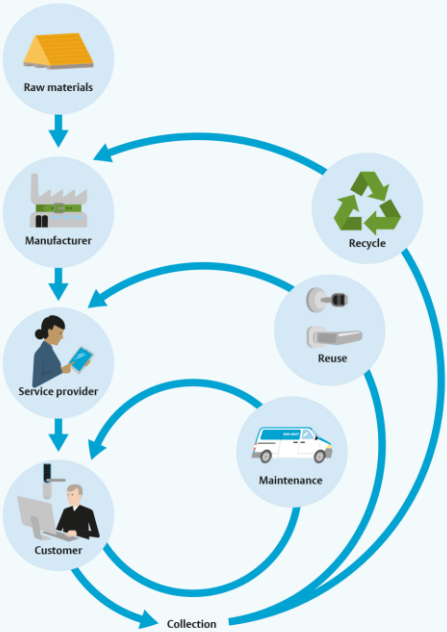 Raw materials
Manufacturer
Recycle
Reuse
Service provider
Maintenance
Customer
Collection